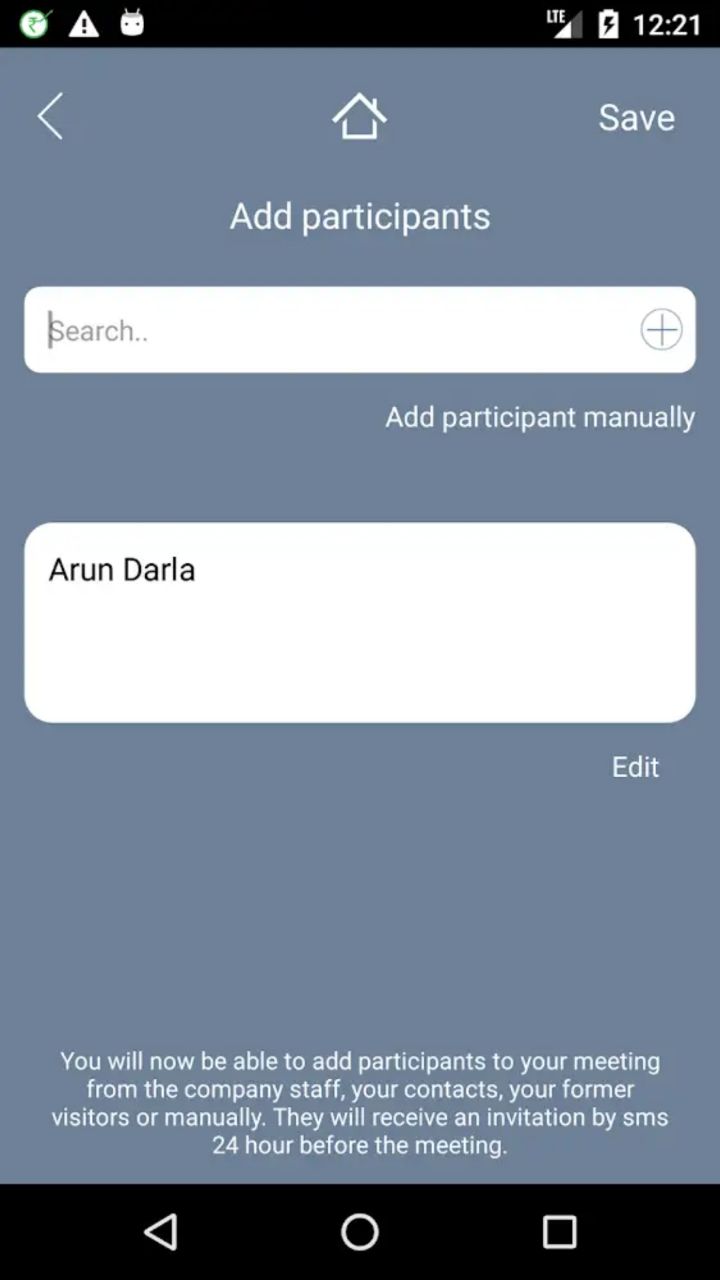 LTE 12:21
Save
Add participants
Search..
Add participant manually
Arun Darla
Edit
You will now be able to add participants to your meeting
from the company staff, your contacts, your former
visitors or manually. They will receive an invitation by sms
24 hour before the meeting.